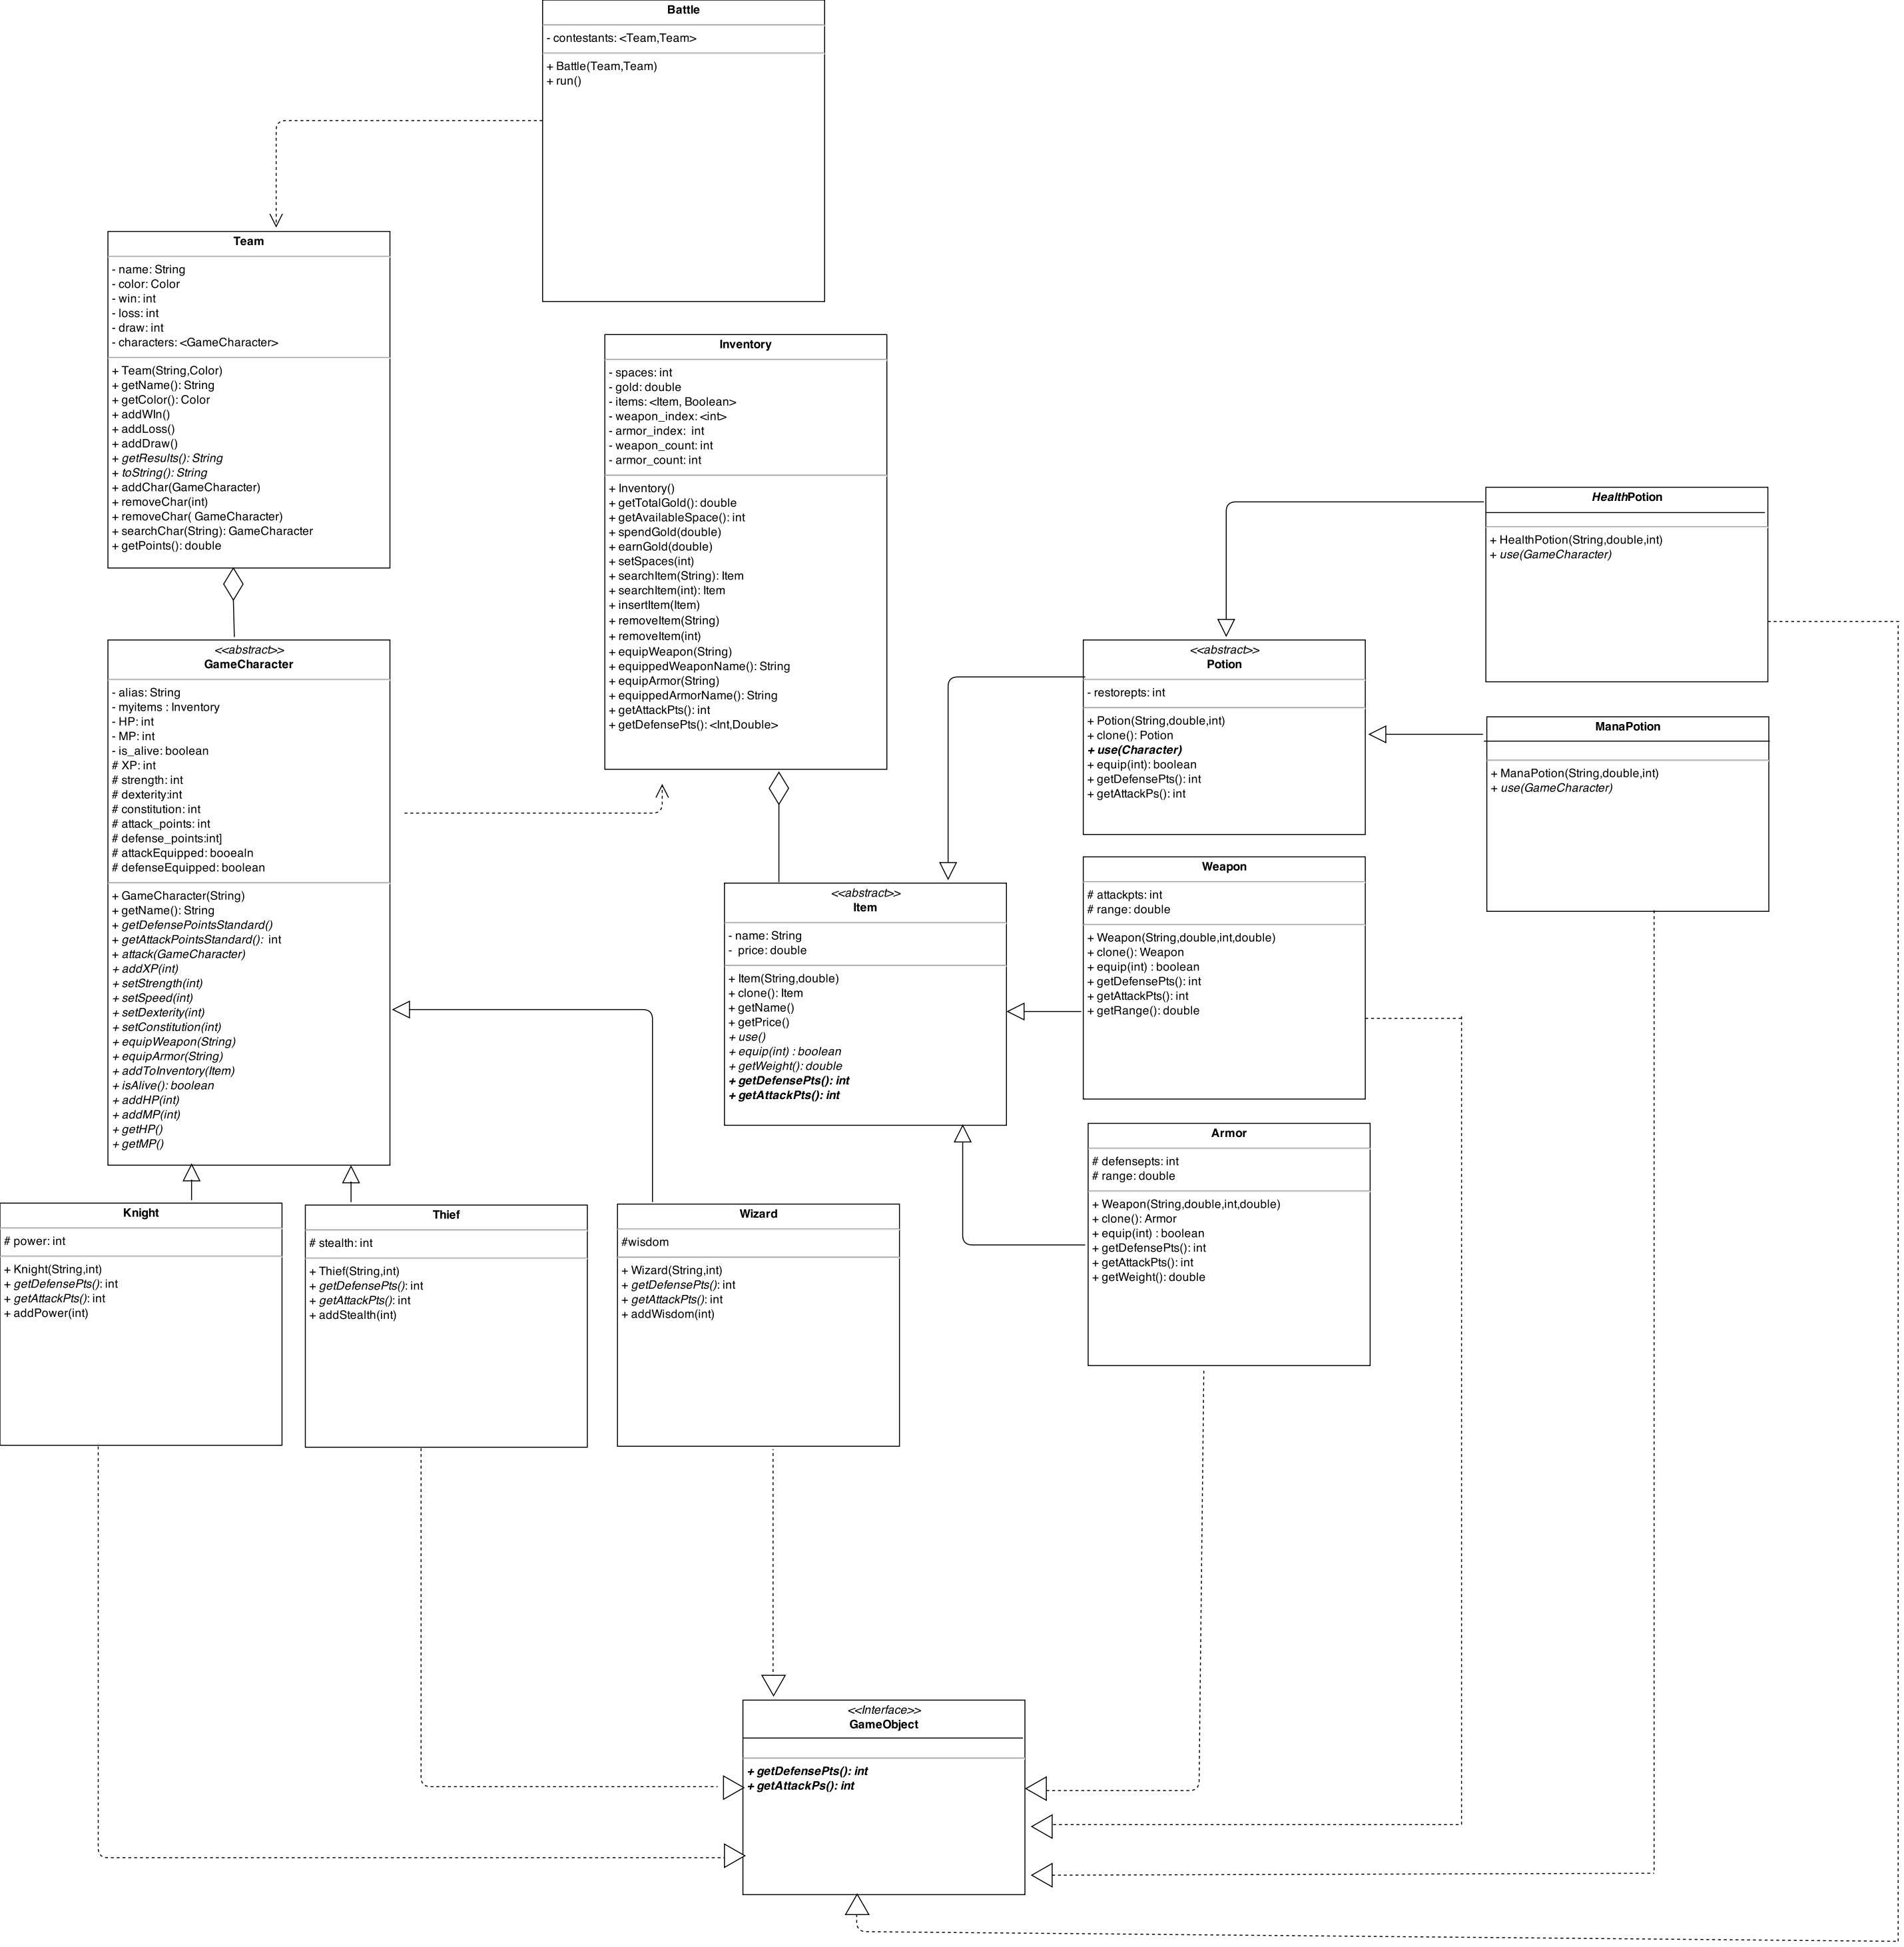 Battle
- contestants: <Team,Team>
+ Battle(Team,Team)
+ run()
Team
- name: String
- color: Color
- win: int
- loss: int
- draw: int
- characters: <GameCharacter>
+ Team(String,Color)
+ getName(): String
+ getColor(): Color
+ addWIn()
+ addLoss()
+ addDraw()
+ getResults(): String
+ toString(): String
+ addChar(GameCharacter)
+ removeChar(int)
+ removeChar( GameCharacter)
+ searchChar(String): GameCharacter
+ getPoints(): double
Inventory
- spaces: int
- gold: double
- items: <Item, Boolean>
- weapon_index: <int>
- armor_index:  int
- weapon_count: int
- armor_count: int
+ Inventory()
+ getTotalGold(): double
+ getAvailableSpace(): int
+ spendGold(double)
+ earnGold(double)
+ setSpaces(int)
+ searchItem(String): Item
+ searchItem(int): Item
+ insertItem(Item)
+ removeItem(String)
+ removeItem(int)
+ equipWeapon(String)
+ equippedWeaponName(): String
+ equipArmor(String)
+ equippedArmorName(): String
+ getAttackPts(): int
+ getDefensePts(): <Int,Double>
HealthPotion
+ HealthPotion(String,double,int)
+ use(GameCharacter)
<<abstract>>
GameCharacter
- alias: String
- myitems : Inventory
- HP: int
- MP: int
- is_alive: boolean
# XP: int
# strength: int
# dexterity:int
# constitution: int
# attack_points: int
# defense_points:int]
# attackEquipped: booealn
# defenseEquipped: boolean
+ GameCharacter(String)
+ getName(): String
+ getDefensePointsStandard()
+ getAttackPointsStandard():  int
+ attack(GameCharacter)
+ addXP(int)
+ setStrength(int)
+ setSpeed(int)
+ setDexterity(int)
+ setConstitution(int)
+ equipWeapon(String)
+ equipArmor(String)
+ addToInventory(Item)
+ isAlive(): boolean
+ addHP(int)
+ addMP(int)
+ getHP()
+ getMP()
<<abstract>>
Potion
- restorepts: int
+ Potion(String,double,int)
+ clone(): Potion
+ use(Character)
+ equip(int): boolean
+ getDefensePts(): int
+ getAttackPs(): int
ManaPotion
+ ManaPotion(String,double,int)
+ use(GameCharacter)
Weapon
# attackpts: int
# range: double
+ Weapon(String,double,int,double)
+ clone(): Weapon
+ equip(int) : boolean
+ getDefensePts(): int
+ getAttackPts(): int
+ getRange(): double
<<abstract>>
Item
- name: String
-  price: double
+ Item(String,double)
+ clone(): Item
+ getName()
+ getPrice()
+ use()
+ equip(int) : boolean
+ getWeight(): double
+ getDefensePts(): int
+ getAttackPts(): int
Armor
# defensepts: int
# range: double
+ Weapon(String,double,int,double)
+ clone(): Armor
+ equip(int) : boolean
+ getDefensePts(): int
+ getAttackPts(): int
+ getWeight(): double
Knight
# power: int
+ Knight(String,int)
+ getDefensePts(): int
+ getAttackPts(): int
+ addPower(int)
Thief
# stealth: int
+ Thief(String,int)
+ getDefensePts(): int
+ getAttackPts(): int
+ addStealth(int)
Wizard
#wisdom
+ Wizard(String,int)
+ getDefensePts(): int
+ getAttackPts(): int
+ addWisdom(int)
<<Interface>>
GameObject
+ getDefensePts(): int
+ getAttackPs(): int